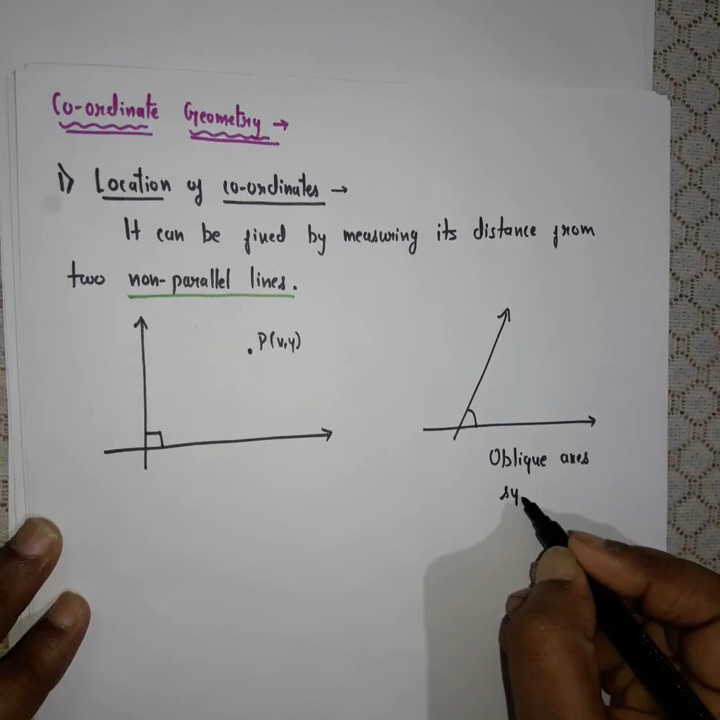 Co-ordinate Geometry →
i) Location of co-ordinates →
It can be fixed by measuring its distance from
two non-parallel lines.
P(x,y)
Oblique axes
sy